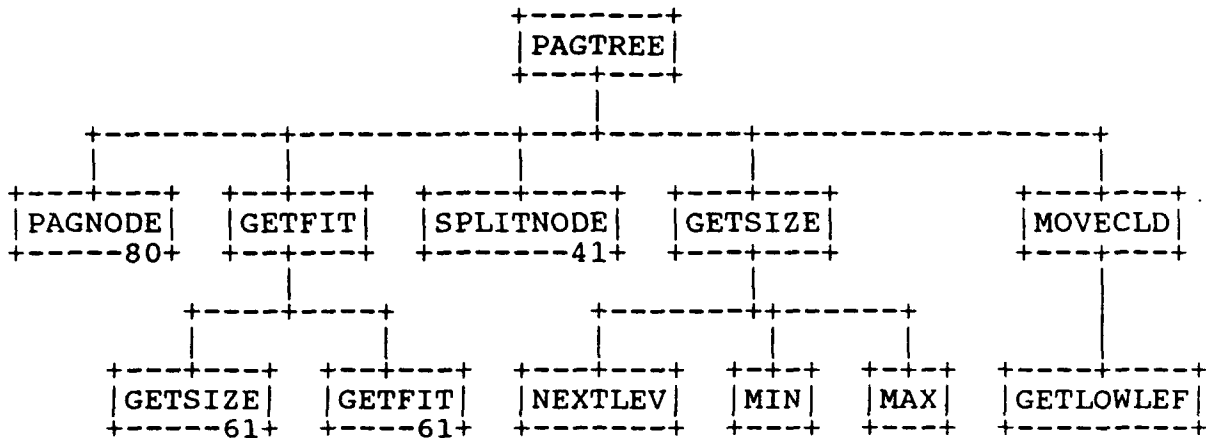 PAGTREE
PAGNODE GETFIT SPLITNODE GETSIZE MOVECLD
80 41
GETSIZE GETFIT NEXTLEV MIN MAX GETLOWLEF
61 61